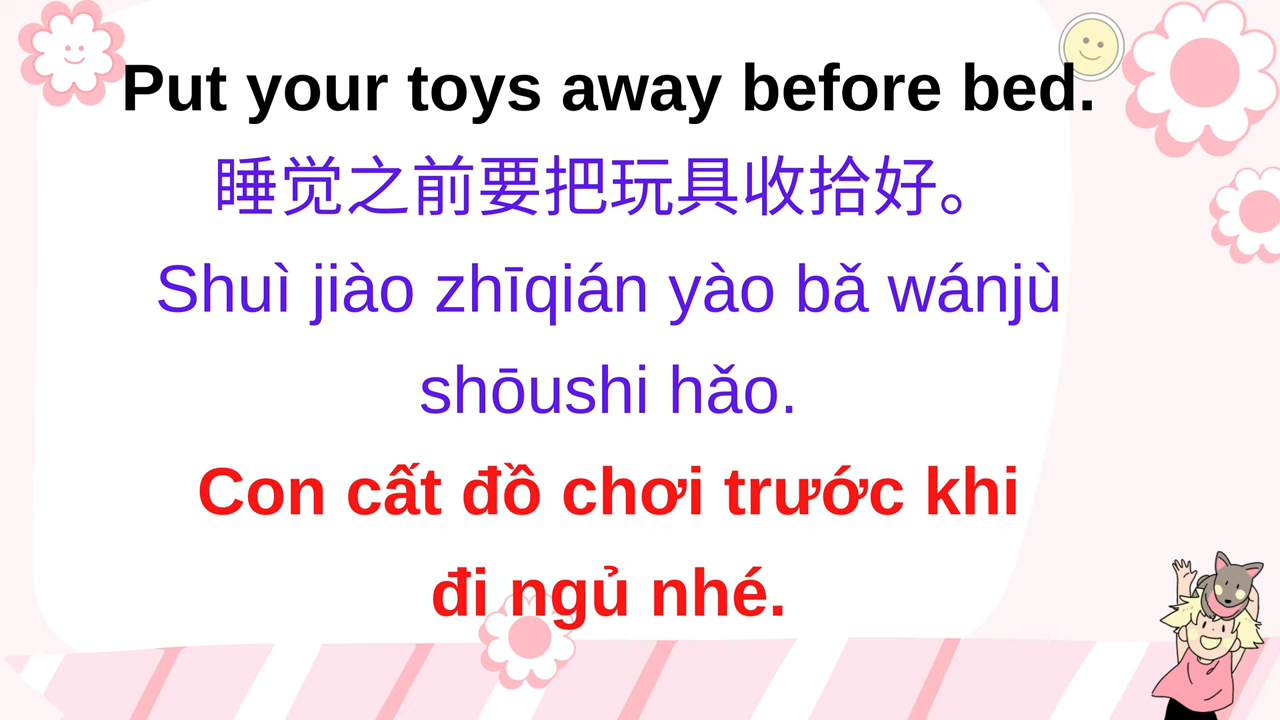 Put your toys away before bed.
睡觉之前要把玩具收拾好。
Shuì jiào zhīqián yào bǎ wánjù
shōushi hǎo.
Con cất đồ chơi trước khi
đi ngủ nhé.